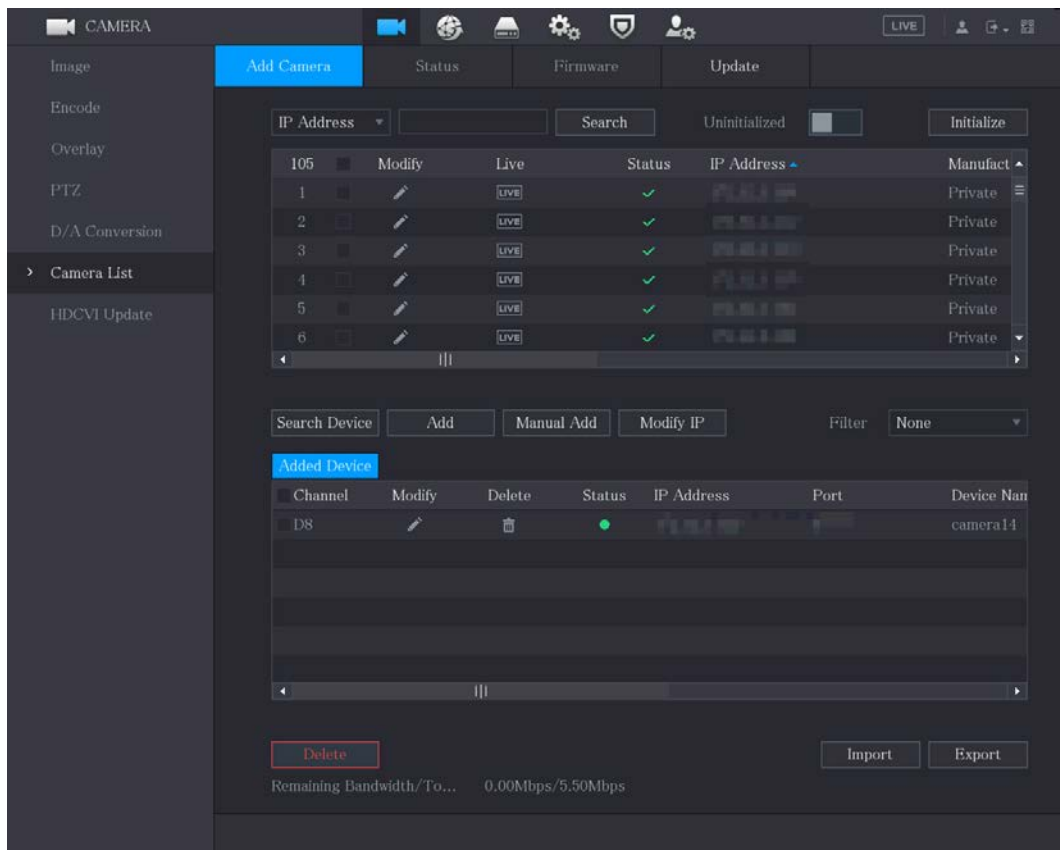 CAMERA LIVE
Image
Encode
Overlay
PTZ
D/A Conversion
Camera List
HDCVI Update
Add Camera Status Firmware Update
IP Address Search Uninitialized Initialize
105 Modify Live Status IP Address Manufact
1 LIVE Private
2 LIVE Private
3 LIVE Private
4 LIVE Private
5 LIVE Private
6 LIVE Private
Search Device Add Manual Add Modify IP Filter None
Added Device
Channel Modify Delete Status IP Address Port Device Nan
D8 camera14
Delete Import Export
Remaining Bandwidth/To... 0.00Mbps/5.50Mbps